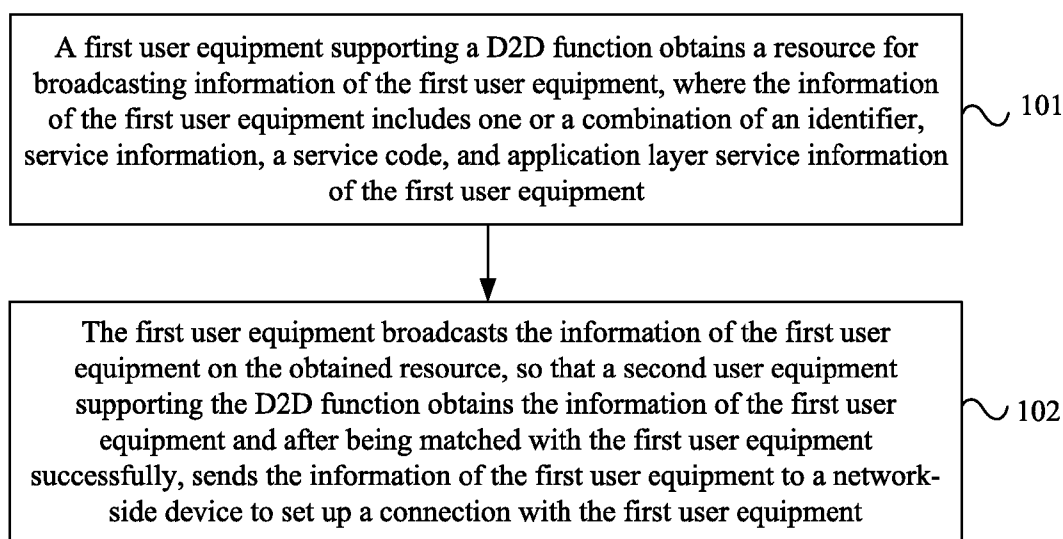 A first user equipment supporting a D2D function obtains a resource for
broadcasting information of the first user equipment, where the information
of the first user equipment includes one or a combination of an identifier,
service information, a service code, and application layer service information
of the first user equipment
101
The first user equipment broadcasts the information of the first user
equipment on the obtained resource, so that a second user equipment
supporting the D2D function obtains the information of the first user
equipment and after being matched with the first user equipment
successfully, sends the information of the first user equipment to a network-
side device to set up a connection with the first user equipment
102